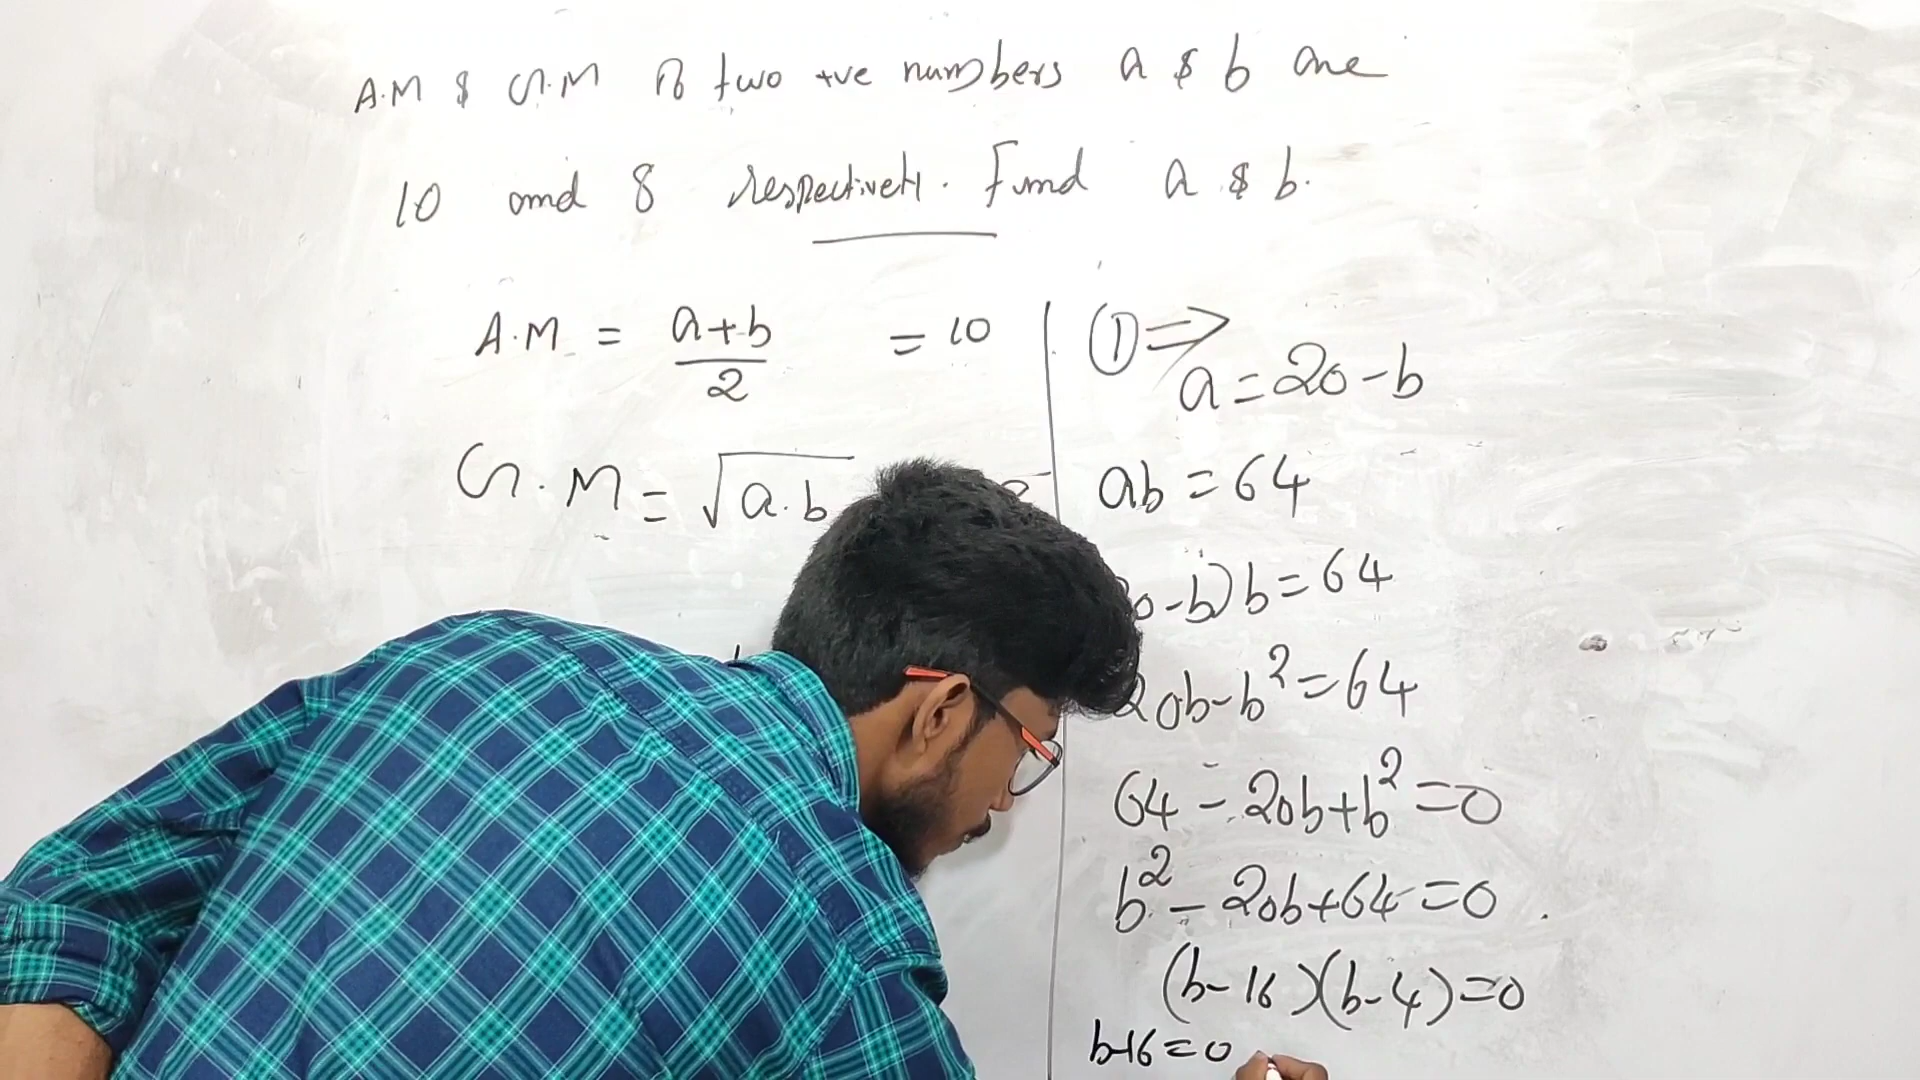 A.M & G.M of two +ve numbers a & b are
10 and 8 respectively. Find a & b.
A.M = a+b/2 = 10
G.M = √a.b
① ⇒
a = 20 - b
ab = 64
-b) b = 64
20b - b² = 64
64 - 20b + b² = 0
b² - 20b + 64 = 0
(b - 16)(b - 4) = 0
b-16 = 0